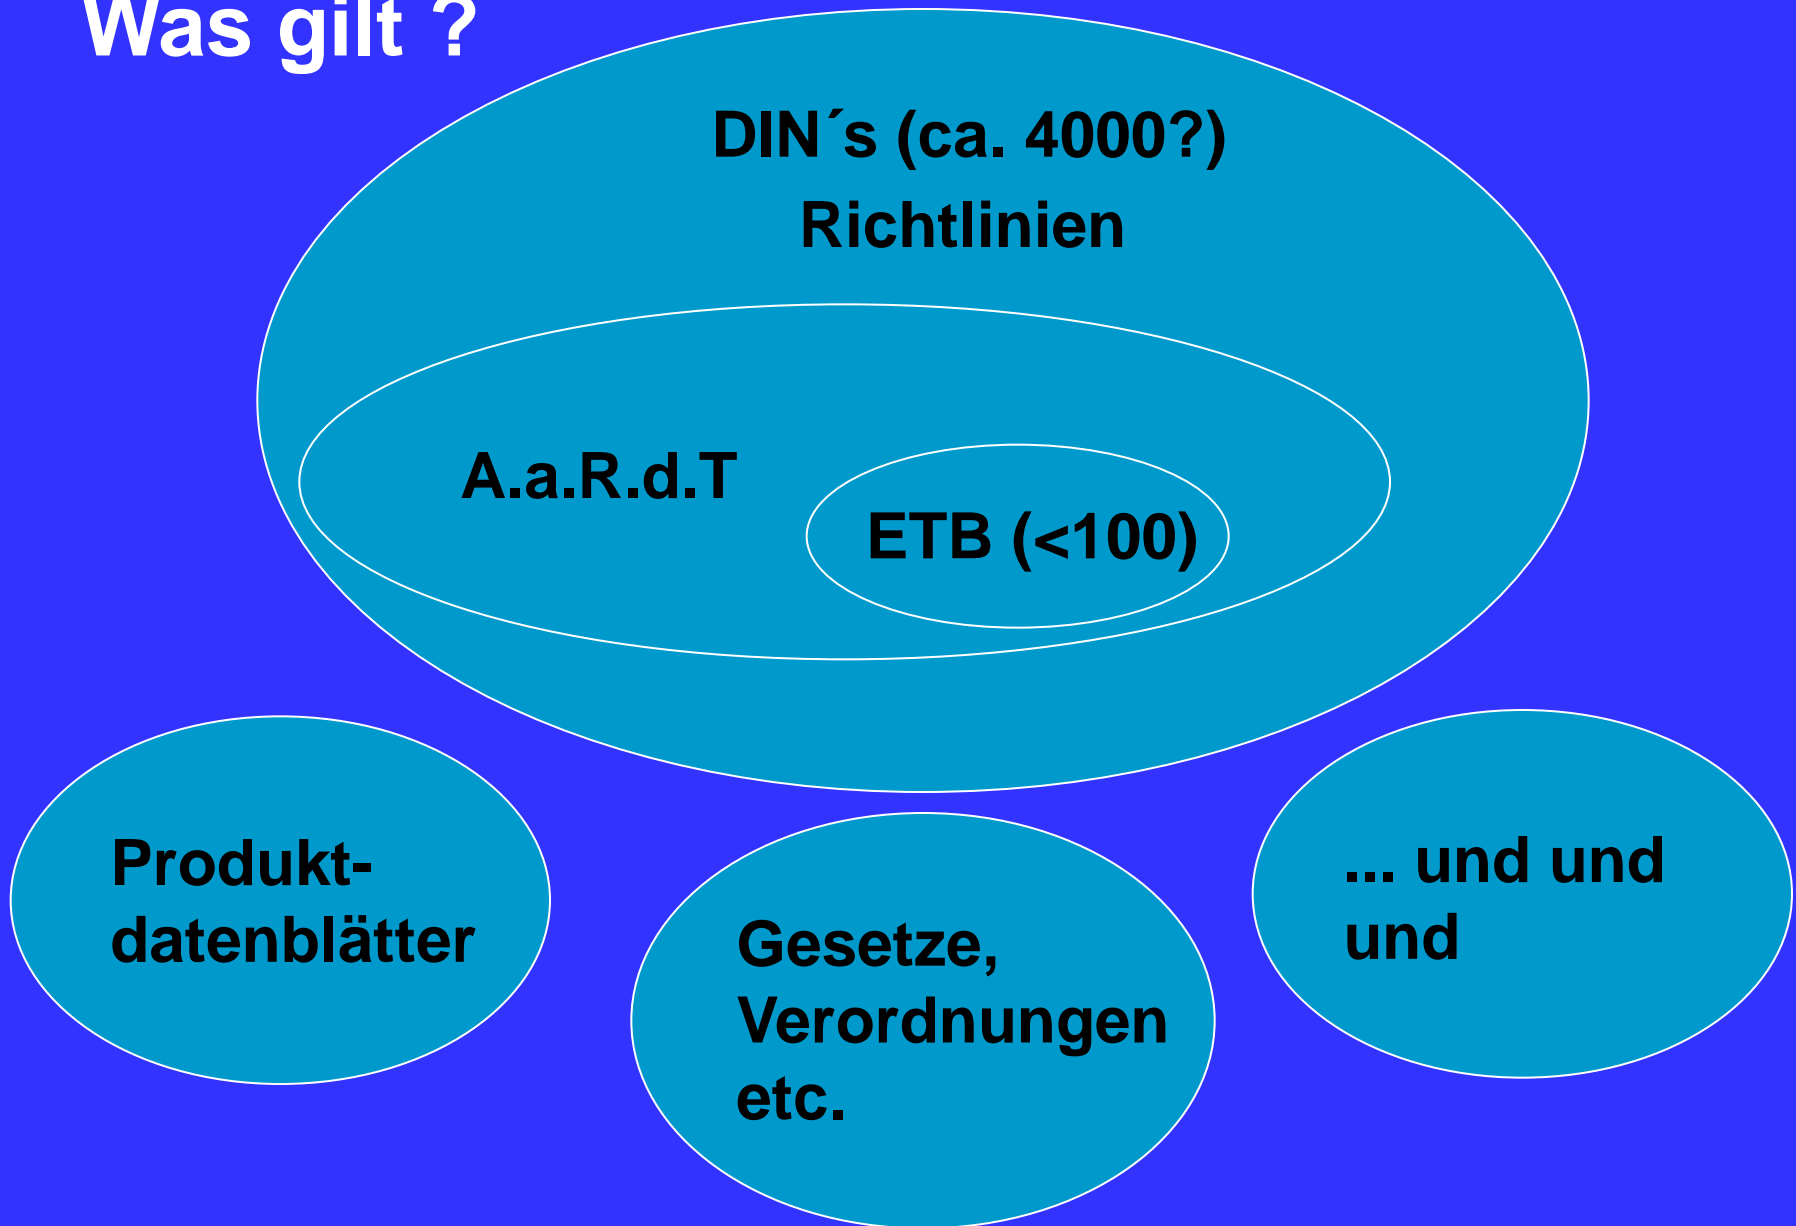 Was gilt ?
DIN´s (ca. 4000?)
Richtlinien
A.a.R.d.T
ETB (<100)
Produkt-
datenblätter
Gesetze,
Verordnungen
etc.
... und und
und